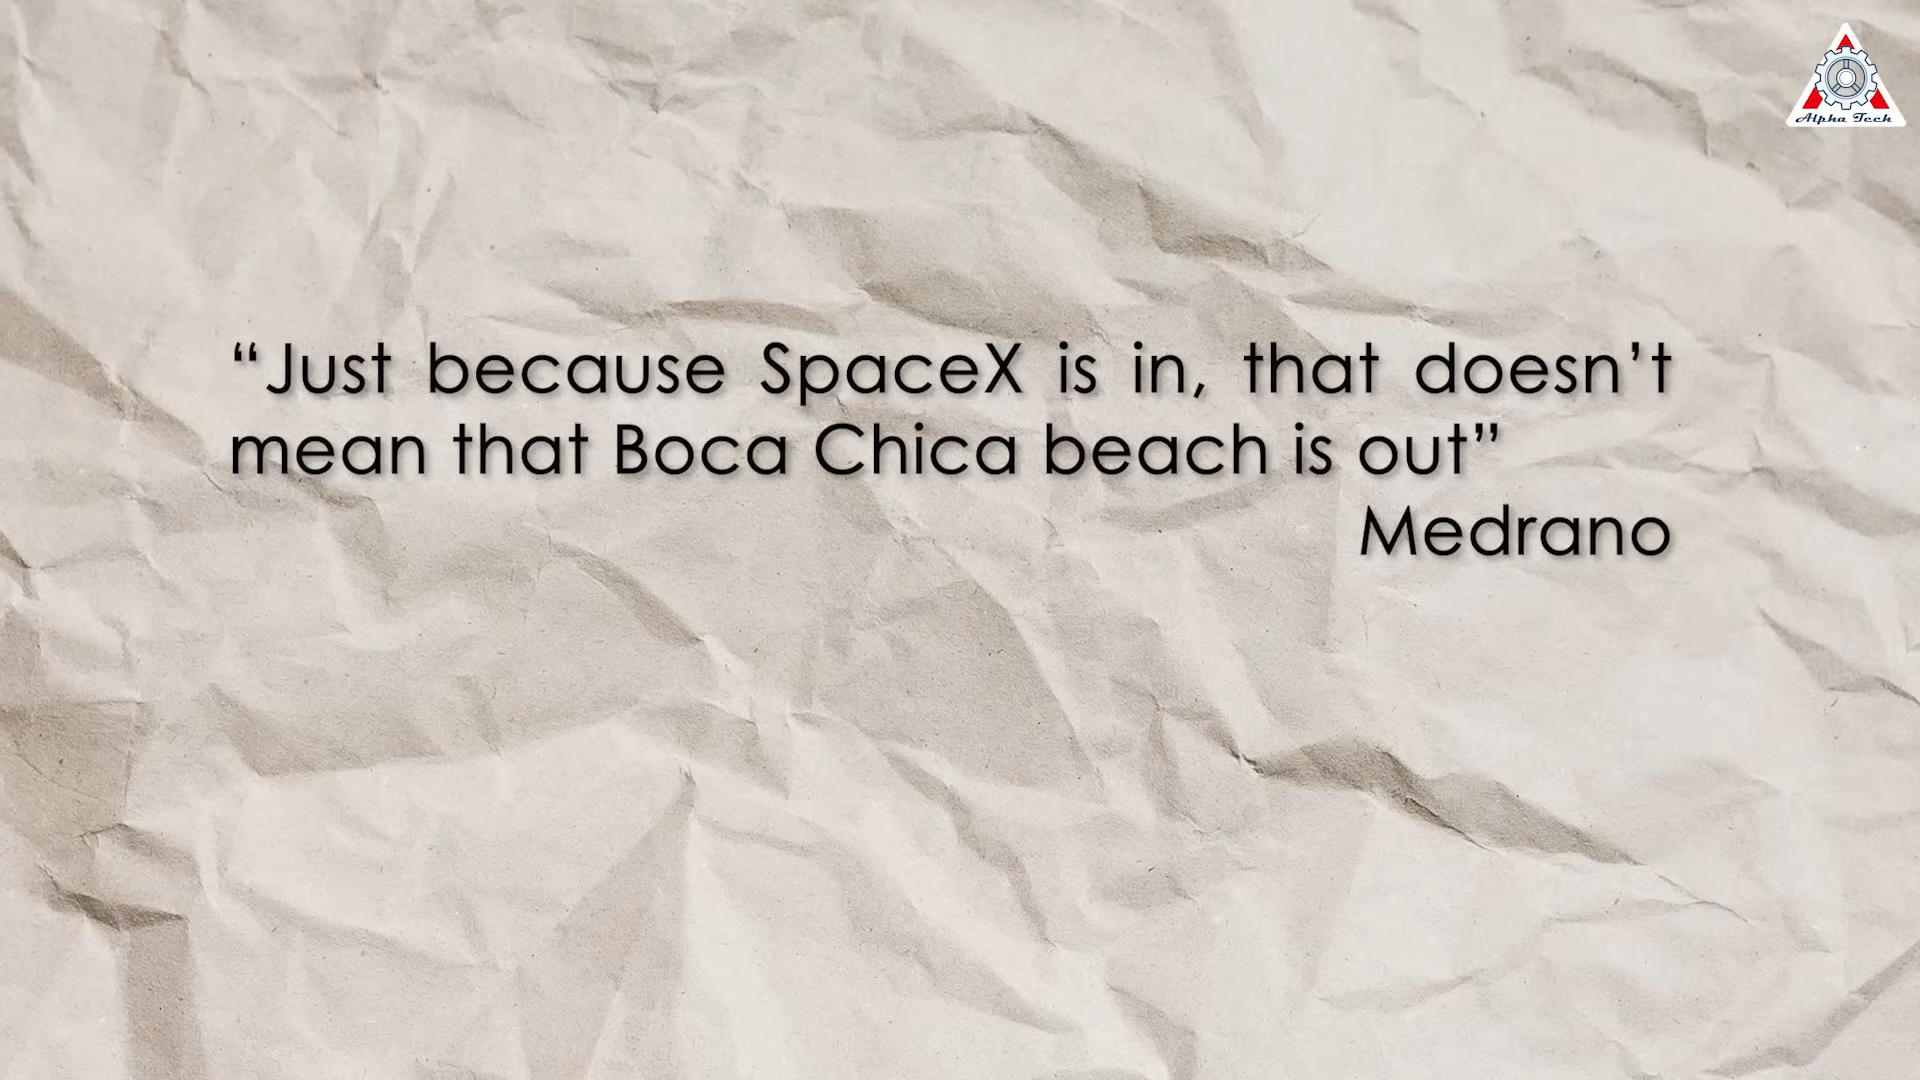 Alpha Tech
“Just because SpaceX is in, that doesn’t
mean that Boca Chica beach is out”
Medrano